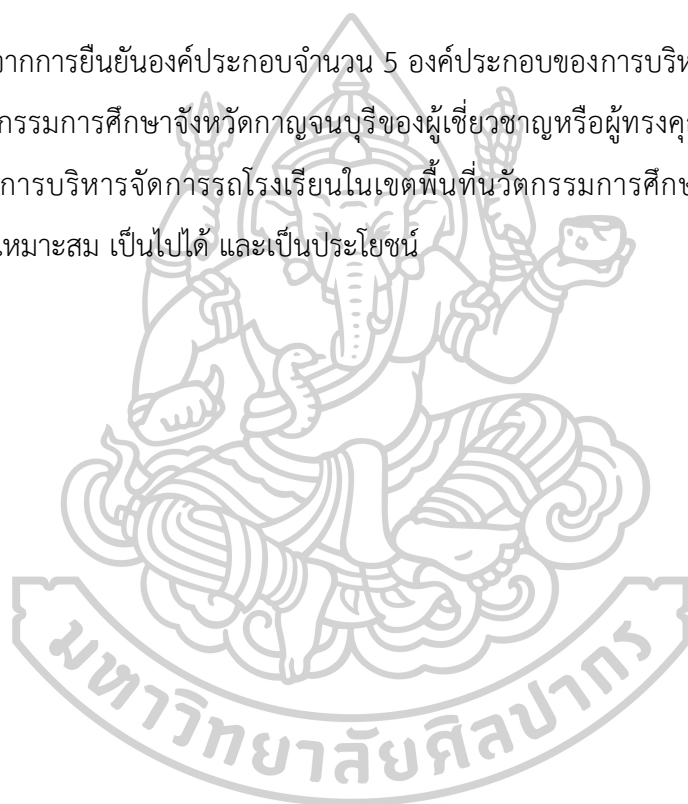 จากการยืนยันองค์ประกอบจำนวน 5 องค์ประกอบของการบริห
กรรมการศึกษาจังหวัดกาญจนบุรีของผู้เชี่ยวชาญหรือผู้ทรงคุ
การบริหารจัดการรถโรงเรียนในเขตพื้นที่นวัตกรรมการศึกษ
เหมาะสม เป็นไปได้ และเป็นประโยชน์
มหาวิทยาลัยศิลปากร